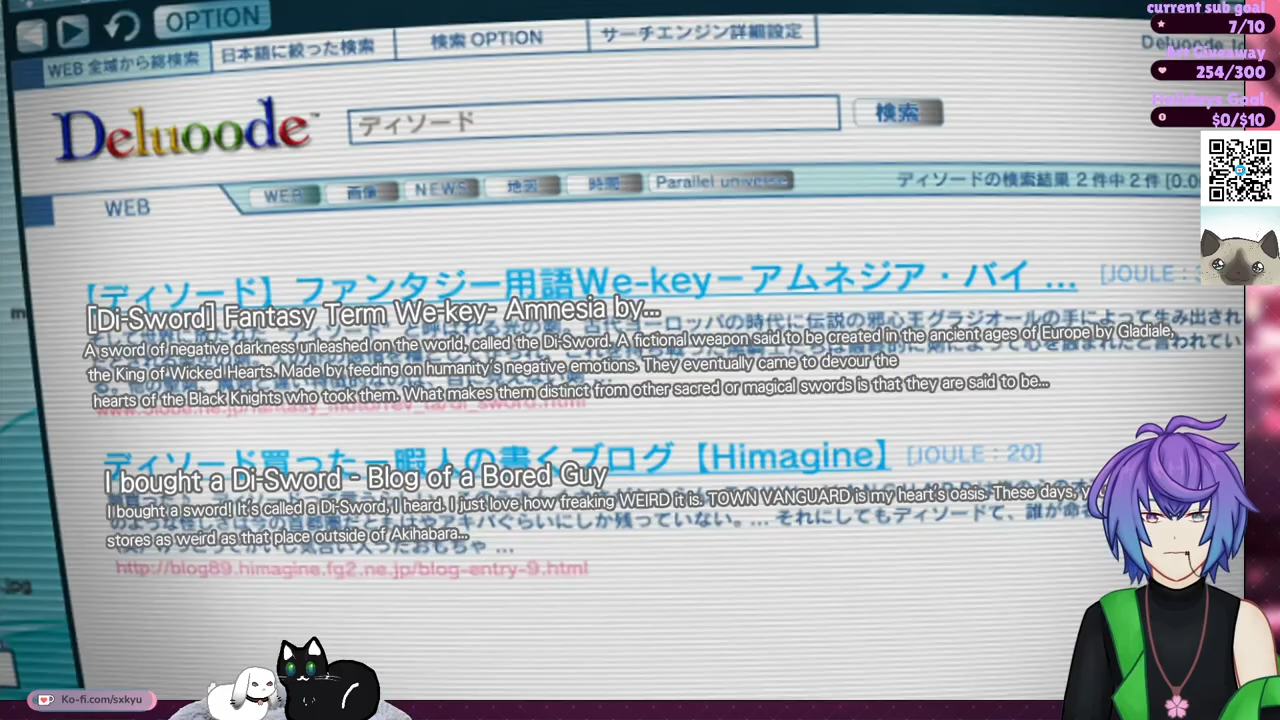 OPTION
WEB 全域から総検索
日本語に絞った検索
検索 OPTION
サーチエンジン詳細設定
current sub goal
7/10
Art Giveaway
254/300
Holidays Goal
$0/$10
Deluoode™
ディソード
検索
WEB
WEB
画像
NEWS
地図
時間
Parallel universe
ディソードの検索結果 2 件中 2 件 [0.0
【ディソード】ファンタジー用語We-keyーアムネジア・バイ ...
[JOULE : 3
[Di-Sword] Fantasy Term We-key- Amnesia by...
A sword of negative darkness unleashed on the world, called the Di-Sword. A fictional weapon said to be created in the ancient ages of Europe by Gladiale,
the King of Wicked Hearts. Made by feeding on humanity's negative emotions. They eventually came to devour the
hearts of the Black Knights who took them. What makes them distinct from other sacred or magical swords is that they are said to be...
ディソード買ったー暇人の書くブログ【Himagine】 [JOULE : 20]
I bought a Di-Sword - Blog of a Bored Guy
I bought a sword! It's called a Di-Sword, I heard. I just love how freaking WEIRD it is. TOWN VANGUARD is my heart's oasis. These days, y
stores as weird as that place outside of Akihabara...
http://blog89.himagine.fg2.ne.jp/blog-entry-9.html
Ko-fi.com/sxkyu